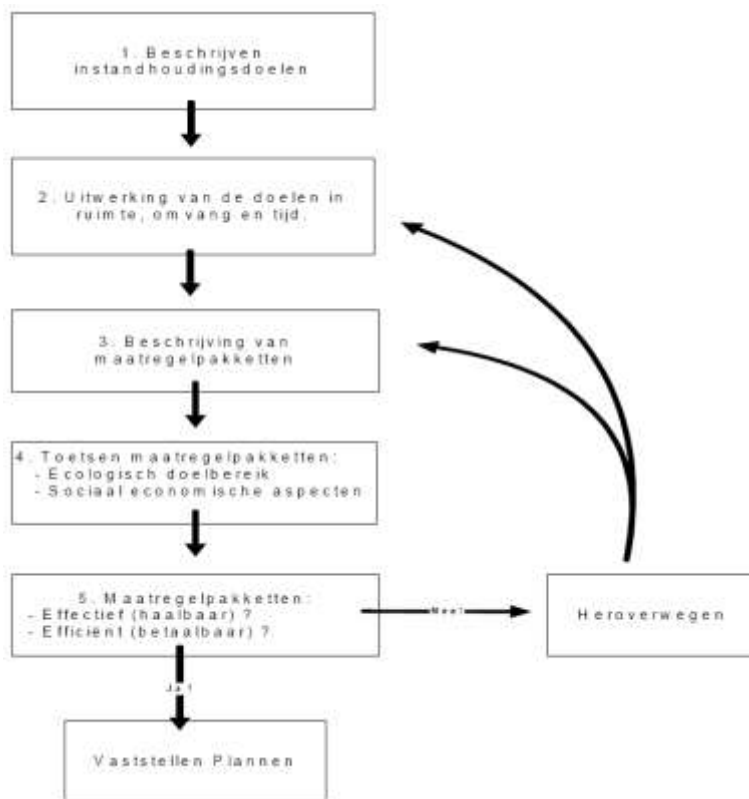 1. Beschrijven
instandhoudingsdoelen
2. Uitwerking van de doelen in
ruimte, omvang en tijd.
3. Beschrijving van
maatregelpakketten
4. Toetsen maatregelpakketten:
- Ecologisch doelbereik
- Sociaal economische aspecten
5. Maatregelpakketten:
- Effectief (haalbaar) ?
- Efficiënt (betaalbaar) ?
Nee!
Heroverwegen
Ja!
Vaststellen Plannen